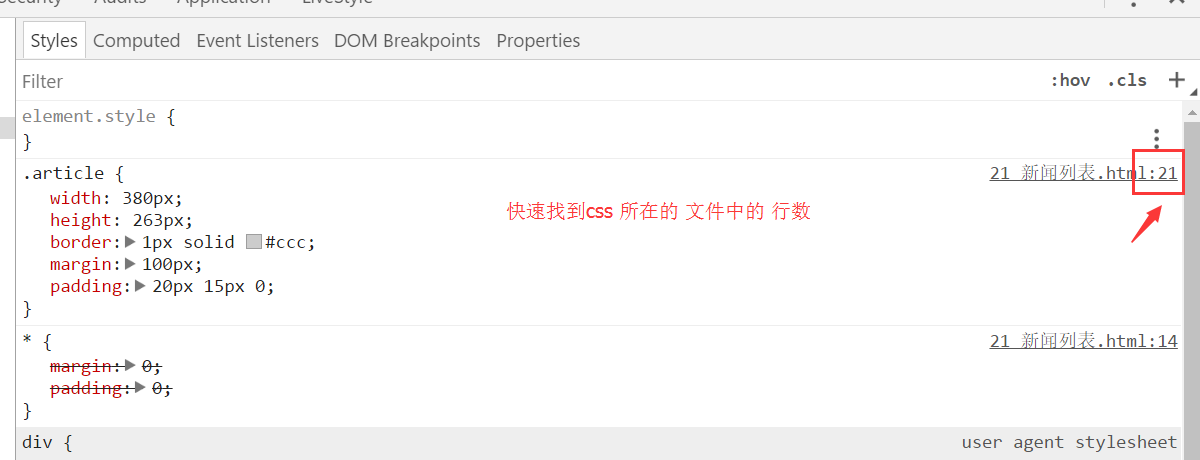 Security Audits Application LiveStyle
Styles Computed Event Listeners DOM Breakpoints Properties
Filter :hov .cls +
element.style {
}
.article { 21 新闻列表.html:21
width: 380px;
height: 263px;
border: 1px solid #ccc;
margin: 100px;
padding: 20px 15px 0;
}
快速找到css 所在的 文件中的 行数
* { 21 新闻列表.html:14
margin: 0;
padding: 0;
}
div { user agent stylesheet